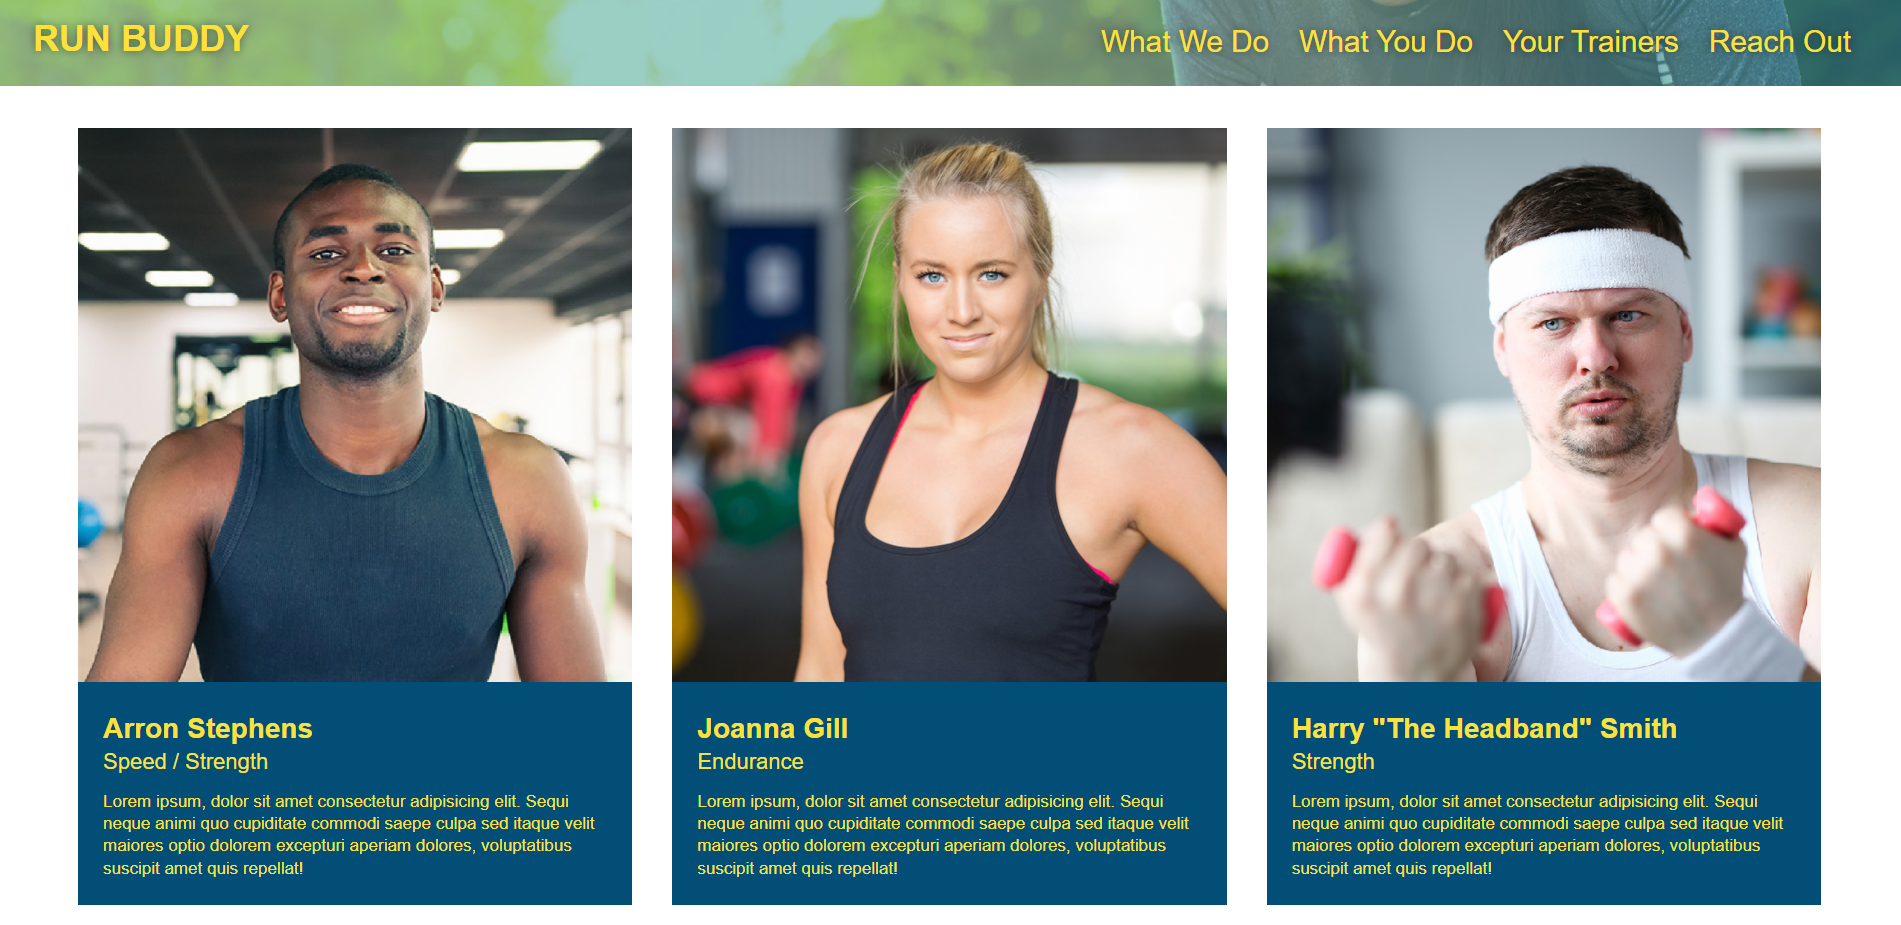 RUN BUDDY
What We Do What You Do Your Trainers Reach Out
Arron Stephens
Speed / Strength
Lorem ipsum, dolor sit amet consectetur adipisicing elit. Sequi
neque animi quo cupiditate commodi saepe culpa sed itaque velit
maiores optio dolorem excepturi aperiam dolores, voluptatibus
suscipit amet quis repellat!
Joanna Gill
Endurance
Lorem ipsum, dolor sit amet consectetur adipisicing elit. Sequi
neque animi quo cupiditate commodi saepe culpa sed itaque velit
maiores optio dolorem excepturi aperiam dolores, voluptatibus
suscipit amet quis repellat!
Harry "The Headband" Smith
Strength
Lorem ipsum, dolor sit amet consectetur adipisicing elit. Sequi
neque animi quo cupiditate commodi saepe culpa sed itaque velit
maiores optio dolorem excepturi aperiam dolores, voluptatibus
suscipit amet quis repellat!